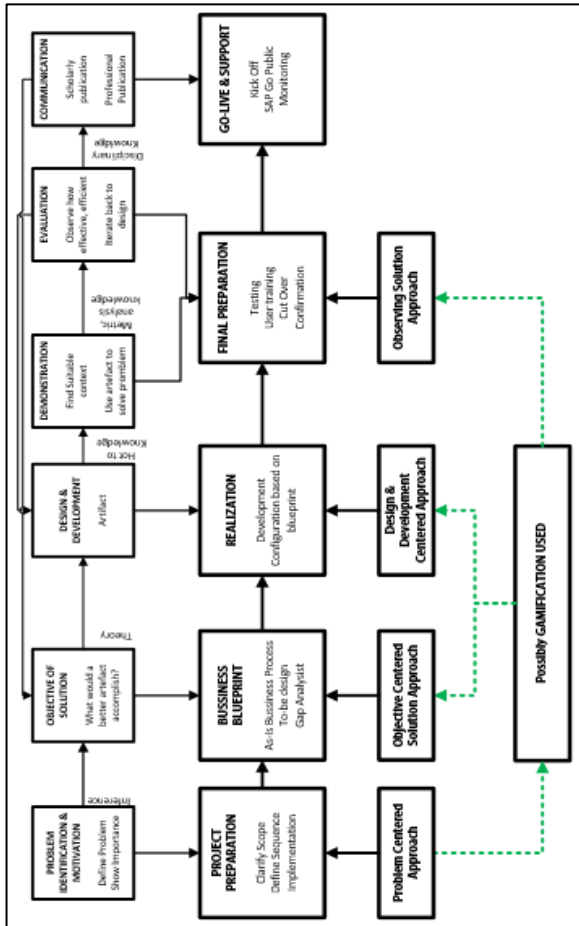 PROBLEM
IDENTIFICATION &
MOTIVATION
Define Problem
Show Importance
Inference
OBJECTIVE OF
SOLUTION
What would a
better artefact
accomplish?
Theory
DESIGN &
DEVELOPMENT
Artifact
Hot to
Knowledge
DEMONSTRATION
Find Suitable
context
Use artefact to
solve promblem
Metric,
analysis
knowledge
EVALUATION
Observe how
effective, efficient
Iterate back to
design
Disciplinary
Knowledge
COMMUNICATION
Scholarly
publication
Professional
Publication
PROJECT
PREPARATION
Clarify Scope
Define Sequence
Implementation
BUSSINESS
BLUEPRINT
As-Is Bussiness Process
To-be design
Gap Analyst
REALIZATION
Development
Configuration based on
blueprint
FINAL PREPARATION
Testing
User training
Cut Over
Confirmation
GO-LIVE & SUPPORT
Kick Off
SAP Go Public
Monitoring
Problem Centered
Approach
Objective Centered
Solution Approach
Design &
Development
Centered Approach
Observing Solution
Approach
Possibly GAMIFICATION USED